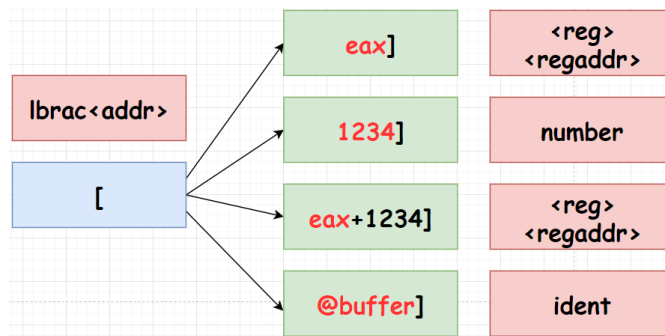 eax]
<reg>
<regaddr>
lbrac<addr>
1234]
number
[
eax+1234]
<reg>
<regaddr>
@buffer]
ident